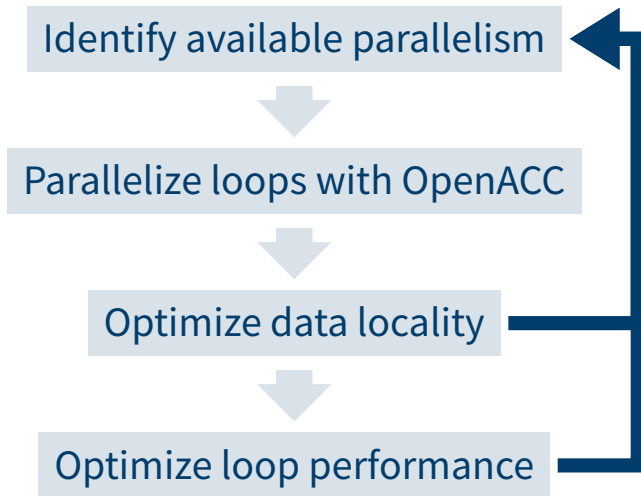 Identify available parallelism
Parallelize loops with OpenACC
Optimize data locality
Optimize loop performance